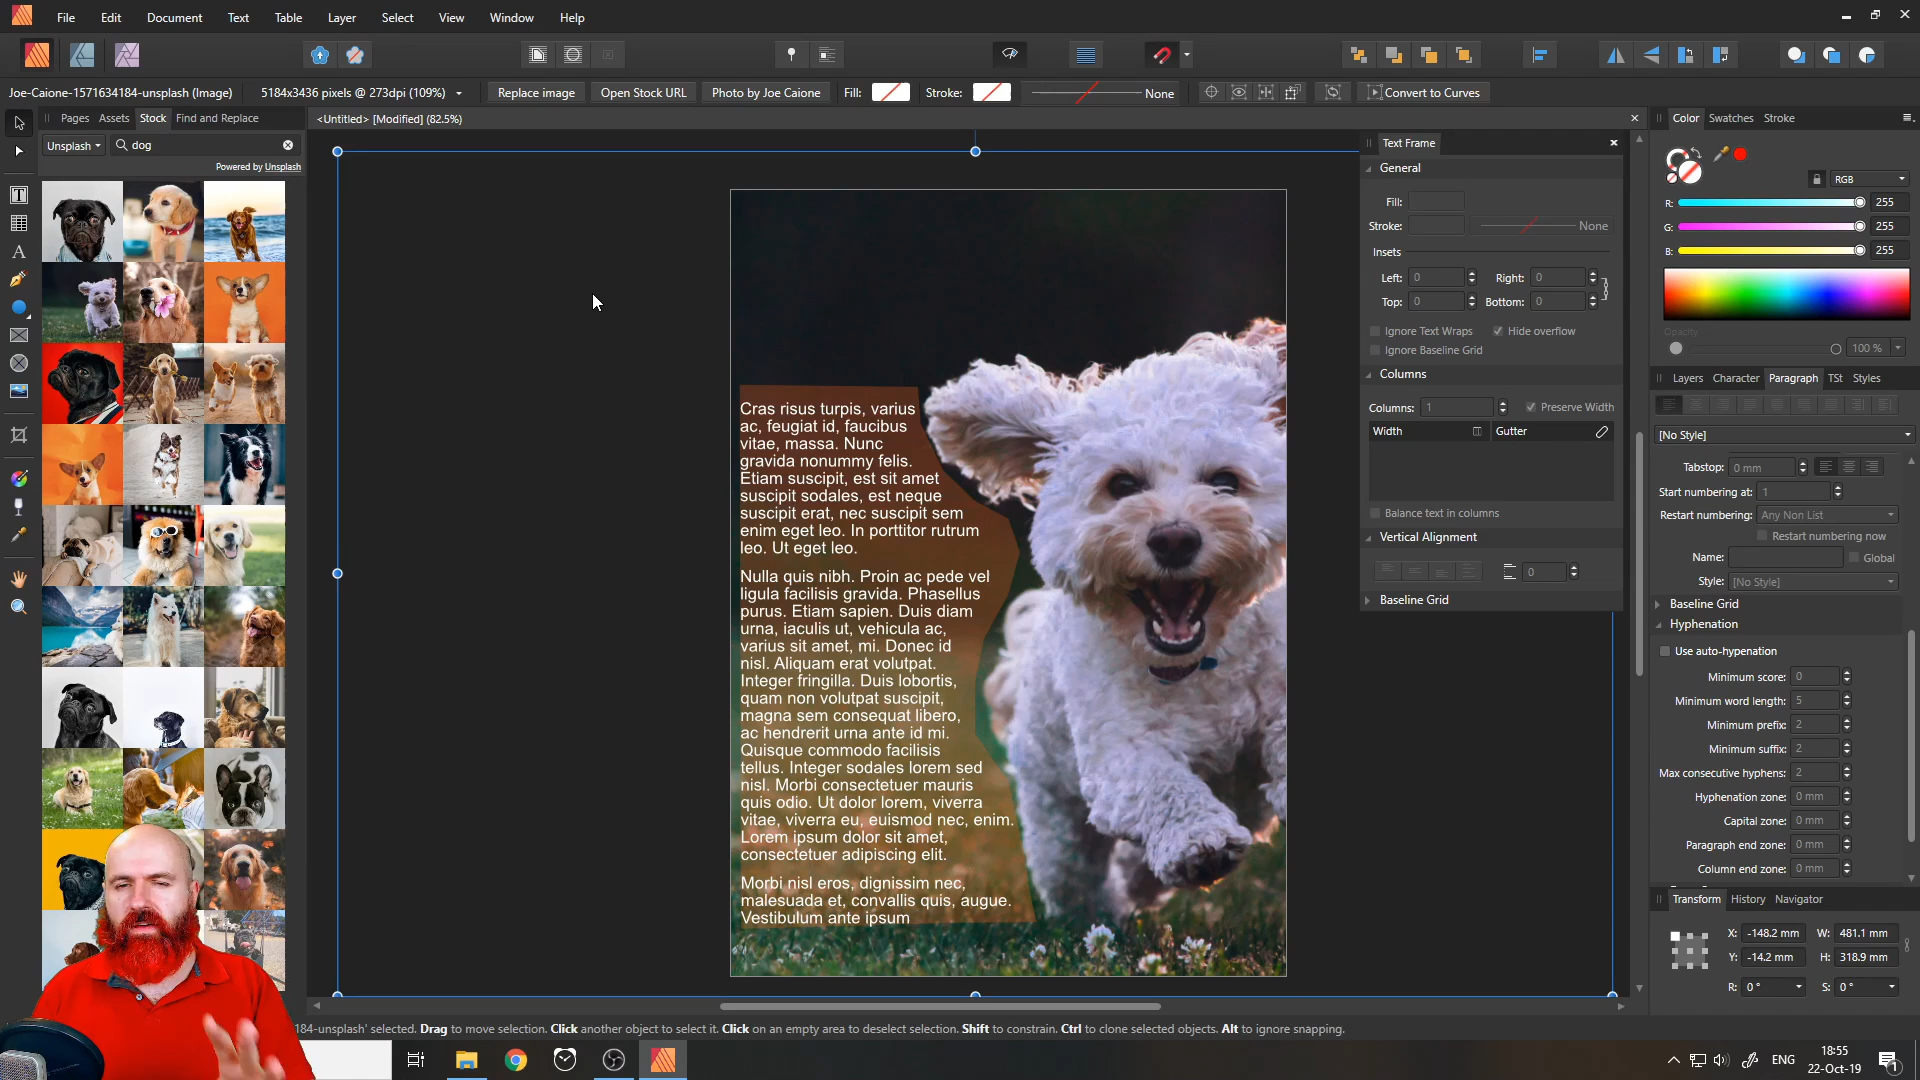 File Edit Document Text Table Layer Select View Window Help
Joe-Caione-1571634184-unsplash (Image) 5184x3436 pixels @ 273dpi (109%) Replace image Open Stock URL Photo by Joe Caione Fill: Stroke: None Convert to Curves
Pages Assets Stock Find and Replace
<Untitled> [Modified] (82.5%)
Unsplash dog
Powered by Unsplash
Cras risus turpis, varius
ac, feugiat id, faucibus
vitae, massa. Nunc
gravida nonummy felis.
Etiam suscipit, est sit amet
suscipit sodales, est neque
suscipit erat, nec suscipit sem
enim eget leo. In porttitor rutrum
leo. Ut eget leo.
Nulla quis nibh. Proin ac pede vel
ligula facilisis gravida. Phasellus
purus. Etiam sapien. Duis diam
urna, iaculis ut, vehicula ac,
varius sit amet, mi. Donec id
nisl. Aliquam erat volutpat.
Integer fringilla. Duis lobortis,
quam non volutpat suscipit,
magna sem consequat libero,
ac hendrerit urna ante id mi.
Quisque commodo facilisis
tellus. Integer sodales lorem sed
nisl. Morbi consectetuer mauris
quis odio. Ut dolor lorem, viverra
vitae, viverra eu, euismod nec, enim.
Lorem ipsum dolor sit amet,
consectetuer adipiscing elit.
Morbi nisl eros, dignissim nec,
malesuada et, convallis quis, augue.
Vestibulum ante ipsum
Text Frame
General
Fill:
Stroke: None
Insets
Left: 0 Right: 0
Top: 0 Bottom: 0
Ignore Text Wraps Hide overflow
Ignore Baseline Grid
Columns
Columns: 1 Preserve Width
Width Gutter
Balance text in columns
Vertical Alignment
0
Baseline Grid
Color Swatches Stroke
RGB
R: 255
G: 255
B: 255
Opacity
100 %
Layers Character Paragraph TSt Styles
[No Style]
Tabstop: 0 mm
Start numbering at: 1
Restart numbering: Any Non List
Restart numbering now
Name: Global
Style: [No Style]
Baseline Grid
Hyphenation
Use auto-hypenation
Minimum score: 0
Minimum word length: 5
Minimum prefix: 2
Minimum suffix: 2
Max consecutive hyphens: 2
Hyphenation zone: 0 mm
Capital zone: 0 mm
Paragraph end zone: 0 mm
Column end zone: 0 mm
Transform History Navigator
X: -148.2 mm W: 481.1 mm
Y: -14.2 mm H: 318.9 mm
R: 0 ° S: 0 °
184-unsplash' selected. Drag to move selection. Click another object to select it. Click on an empty area to deselect selection. Shift to constrain. Ctrl to clone selected objects. Alt to ignore snapping.
ENG 18:55
22-Oct-19
1